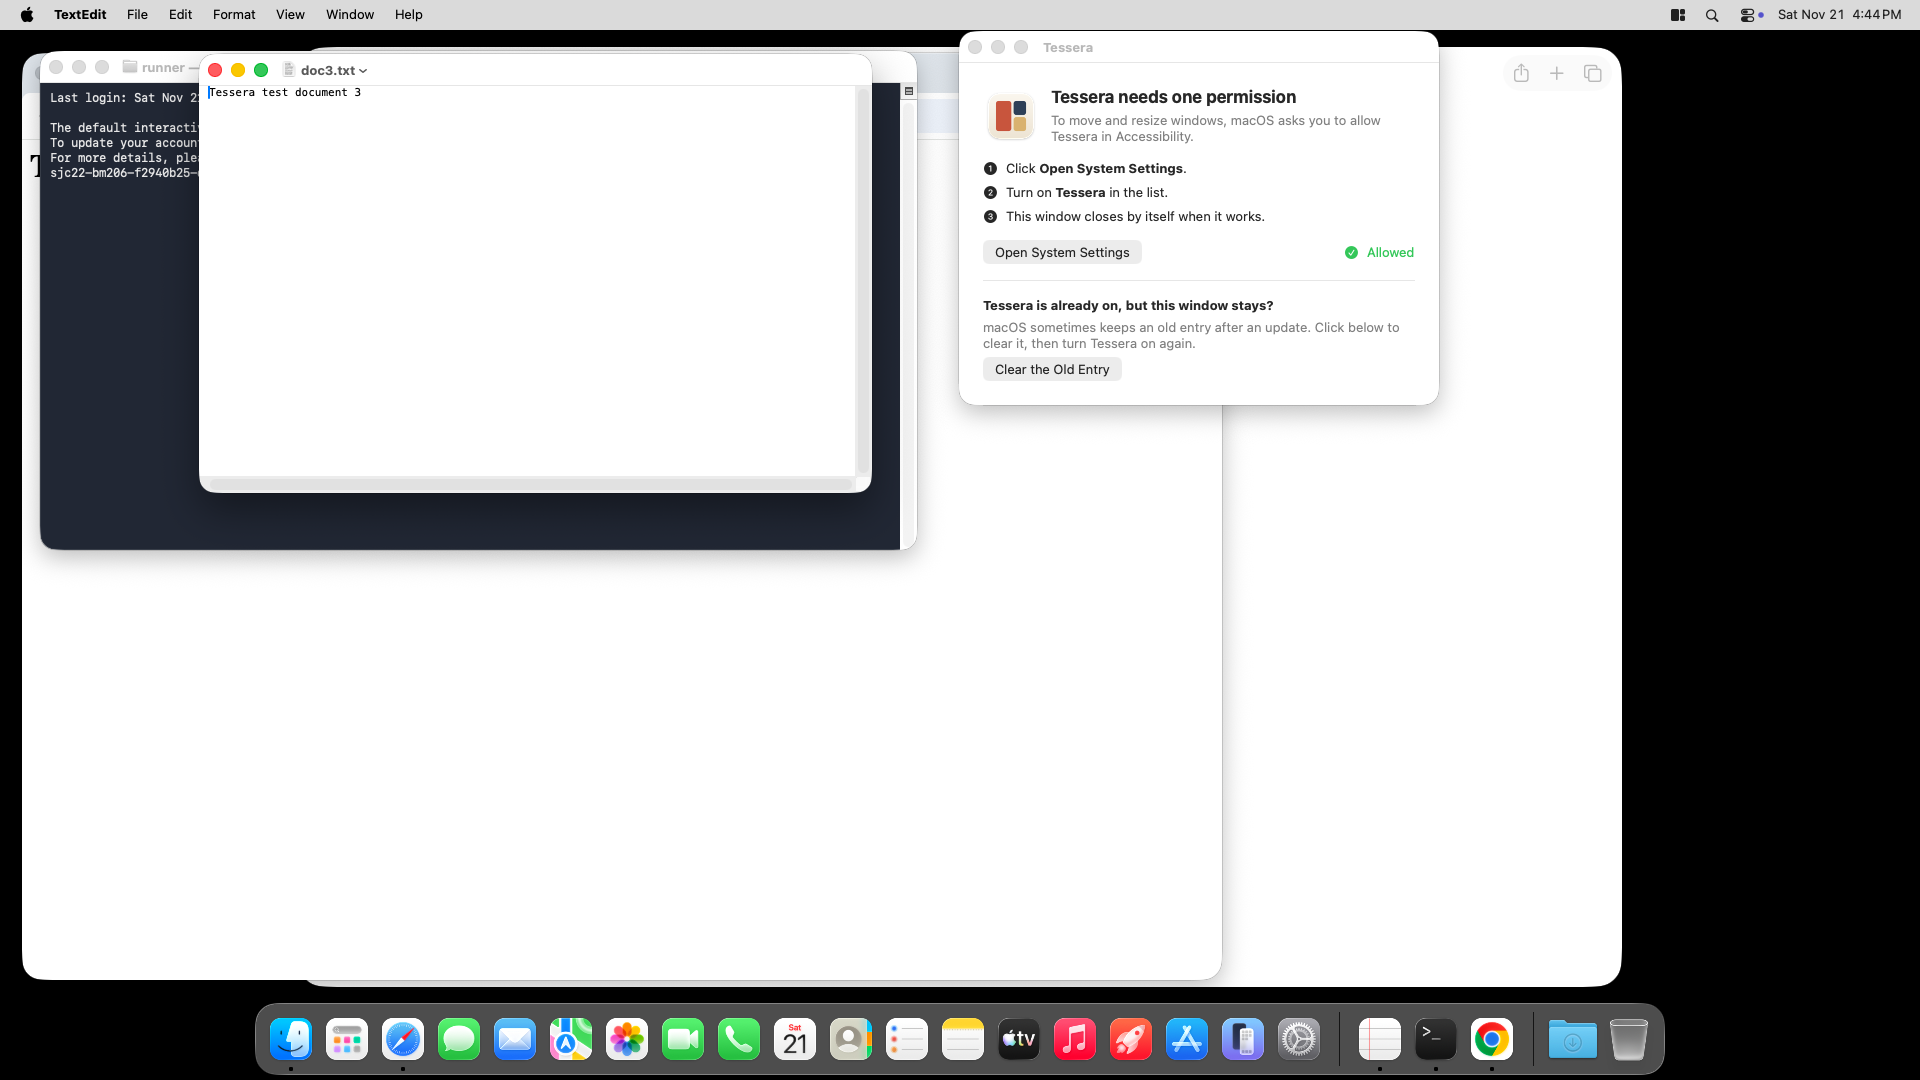 TextEdit File Edit Format View Window Help Sat Nov 21 4:44 PM
runner —
Last login: Sat Nov 2
The default interacti
To update your accoun
For more details, plea
sjc22-bm206-f2940b25-
doc3.txt
Tessera test document 3
Tessera
Tessera needs one permission
To move and resize windows, macOS asks you to allow
Tessera in Accessibility.
1 Click Open System Settings.
2 Turn on Tessera in the list.
3 This window closes by itself when it works.
Open System Settings
Allowed
Tessera is already on, but this window stays?
macOS sometimes keeps an old entry after an update. Click below to
clear it, then turn Tessera on again.
Clear the Old Entry
Sat
21
tv